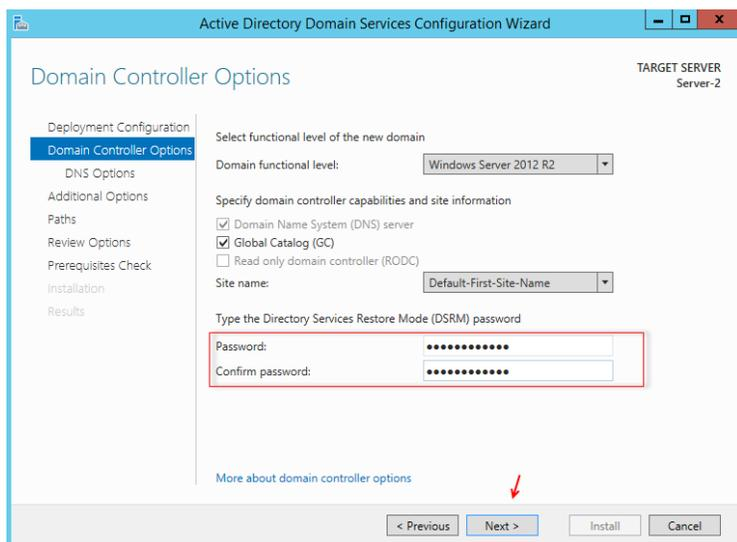 Active Directory Domain Services Configuration Wizard
Domain Controller Options
TARGET SERVER
Server-2
Deployment Configuration
Domain Controller Options
DNS Options
Additional Options
Paths
Review Options
Prerequisites Check
Installation
Results
Select functional level of the new domain
Domain functional level: Windows Server 2012 R2
Specify domain controller capabilities and site information
Domain Name System (DNS) server
Global Catalog (GC)
Read only domain controller (RODC)
Site name: Default-First-Site-Name
Type the Directory Services Restore Mode (DSRM) password
Password: ●●●●●●●●●●●●
Confirm password: ●●●●●●●●●●●●
More about domain controller options
< Previous Next > Install Cancel